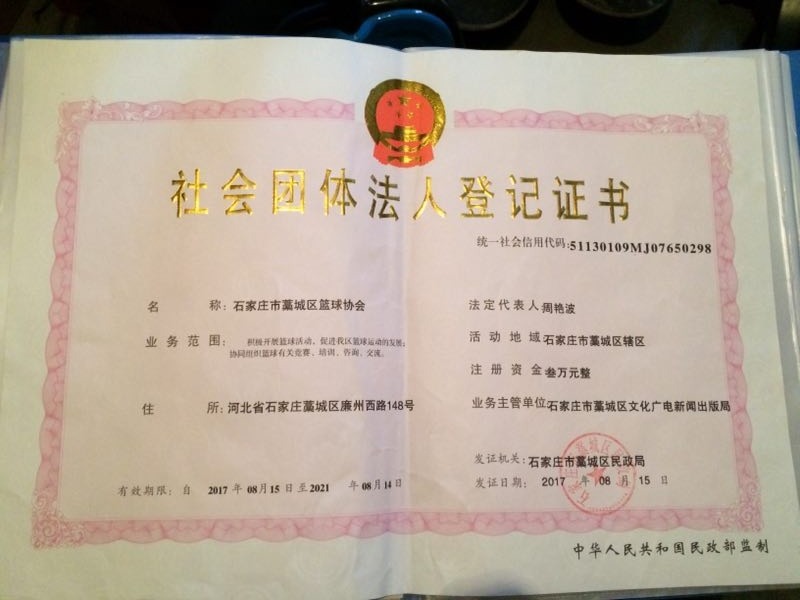 社会团体法人登记证书
统一社会信用代码:51130109MJ07650298
名 称: 石家庄市藁城区篮球协会
业务范围: 积极开展篮球活动，促进我区篮球运动的发展;
协同组织篮球有关竞赛、培训、咨询、交流。
住 所: 河北省石家庄藁城区廉州西路148号
有效期限: 自 2017 年 08月 15日 至 2021 年 08月 14日
法定代表人: 周艳波
活动地域 石家庄市藁城区辖区
注册资金 叁万元整
业务主管单位: 石家庄市藁城区文化广电新闻出版局
发证机关: 石家庄市藁城区民政局
发证日期: 2017 年 08 月 15 日
中华人民共和国民政部监制